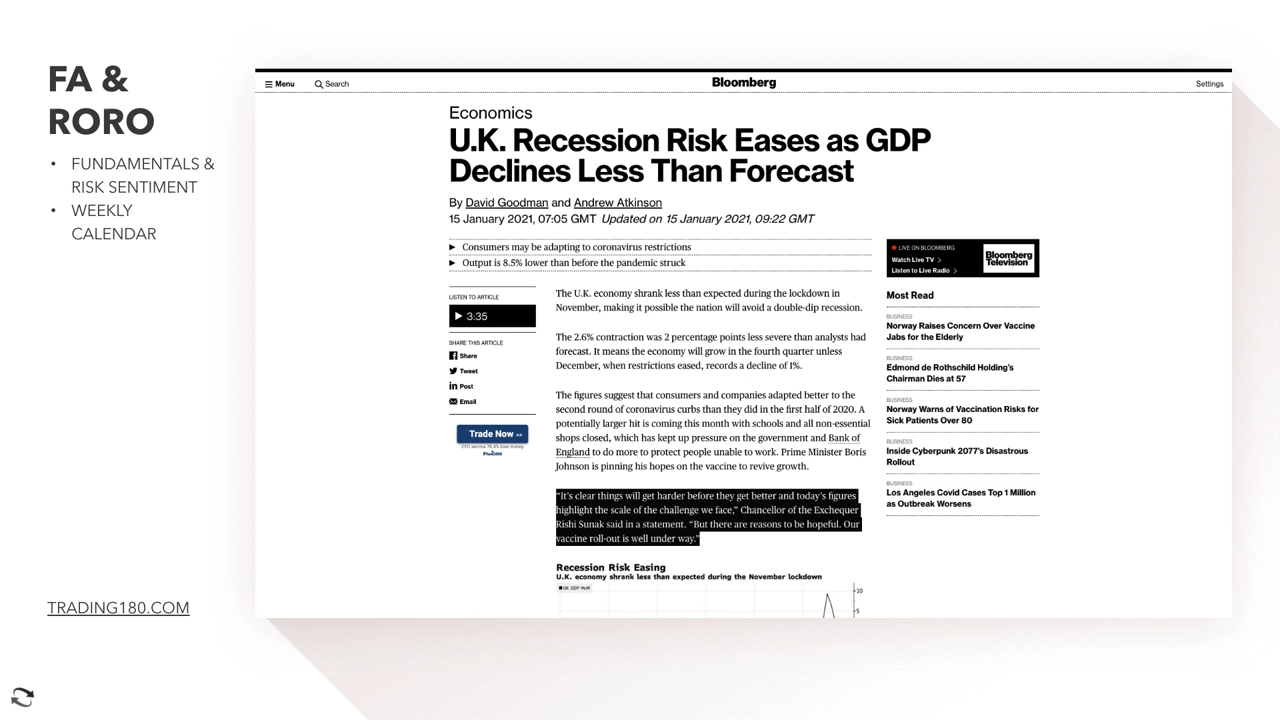 FA &
RORO
• FUNDAMENTALS &
RISK SENTIMENT
• WEEKLY
CALENDAR
TRADING180.COM
Menu
Search
Bloomberg
Settings
Economics
U.K. Recession Risk Eases as GDP
Declines Less Than Forecast
By David Goodman and Andrew Atkinson
15 January 2021, 07:05 GMT Updated on 15 January 2021, 09:22 GMT
Consumers may be adapting to coronavirus restrictions
Output is 8.5% lower than before the pandemic struck
LISTEN TO ARTICLE
3:35
SHARE THIS ARTICLE
Share
Tweet
Post
Email
Trade Now >>
CFD service 76.4% lose money
Plus500
The U.K. economy shrank less than expected during the lockdown in
November, making it possible the nation will avoid a double-dip recession.
The 2.6% contraction was 2 percentage points less severe than analysts had
forecast. It means the economy will grow in the fourth quarter unless
December, when restrictions eased, records a decline of 1%.
The figures suggest that consumers and companies adapted better to the
second round of coronavirus curbs than they did in the first half of 2020. A
potentially larger hit is coming this month with schools and all non-essential
shops closed, which has kept up pressure on the government and Bank of
England to do more to protect people unable to work. Prime Minister Boris
Johnson is pinning his hopes on the vaccine to revive growth.
“It’s clear things will get harder before they get better and today’s figures
highlight the scale of the challenge we face,” Chancellor of the Exchequer
Rishi Sunak said in a statement. “But there are reasons to be hopeful. Our
vaccine roll-out is well under way.”
Recession Risk Easing
U.K. economy shrank less than expected during the November lockdown
UK GDP MoM
10
5
LIVE ON BLOOMBERG
Watch Live TV >
Listen to Live Radio >
Bloomberg
Television
Most Read
BUSINESS
Norway Raises Concern Over Vaccine
Jabs for the Elderly
BUSINESS
Edmond de Rothschild Holding’s
Chairman Dies at 57
BUSINESS
Norway Warns of Vaccination Risks for
Sick Patients Over 80
BUSINESS
Inside Cyberpunk 2077’s Disastrous
Rollout
BUSINESS
Los Angeles Covid Cases Top 1 Million
as Outbreak Worsens